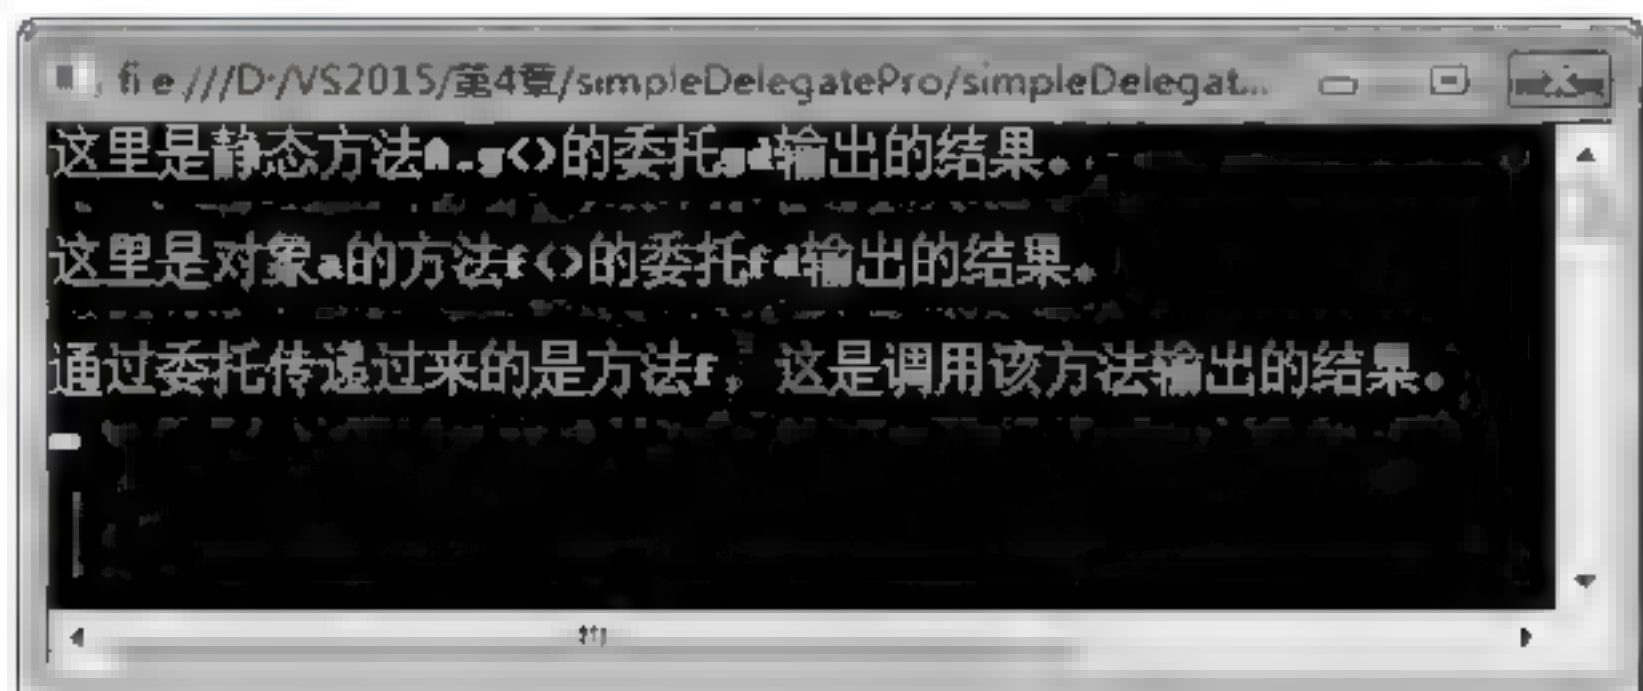 file:///D:/VS2015/第4章/simpleDelegatePro/simpleDelegat...
这里是静态方法A.g()的委托gd输出的结果。
这里是对象a的方法f()的委托fd输出的结果。
通过委托传递过来的是方法f，这是调用该方法输出的结果。